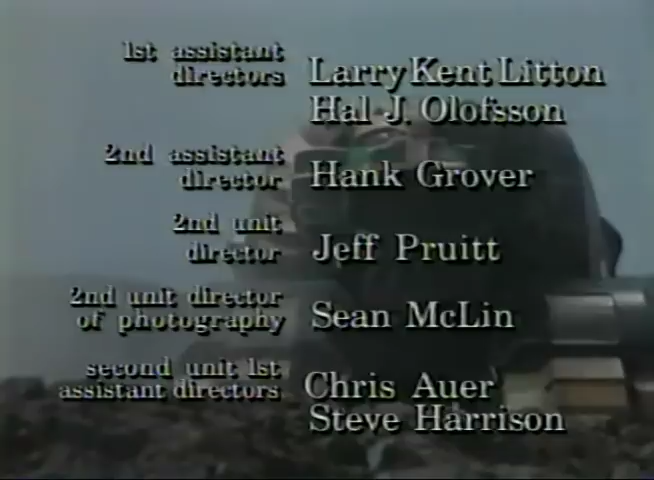 1st assistant
directors Larry Kent Litton
Hal J. Olofsson
2nd assistant
director Hank Grover
2nd unit
director Jeff Pruitt
2nd unit director
of photography Sean McLin
second unit 1st
assistant directors Chris Auer
Steve Harrison